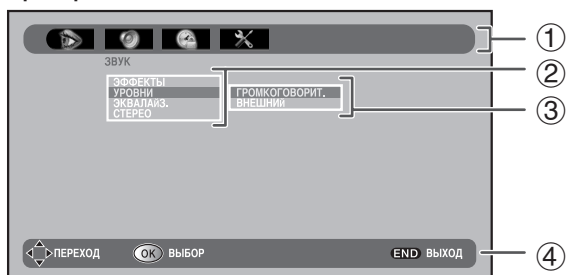 ①
ЗВУК
②
ЭФФЕКТЫ
УРОВНИ
ЭКВАЛАЙЗ.
СТЕРЕО
ГРОМКОГОВОРИТ.
ВНЕШНИЙ
③
ПЕРЕХОД OK ВЫБОР END ВЫХОД
④